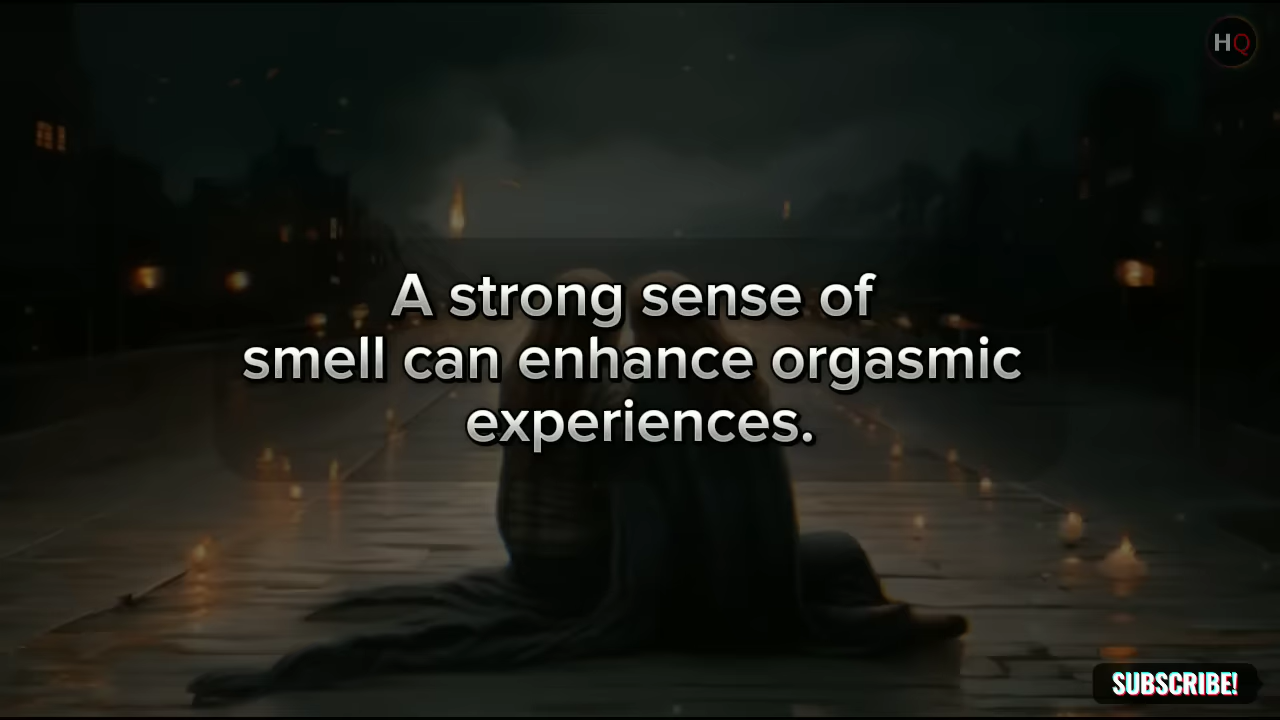 HQ
A strong sense of
smell can enhance orgasmic
experiences.
SUBSCRIBE!